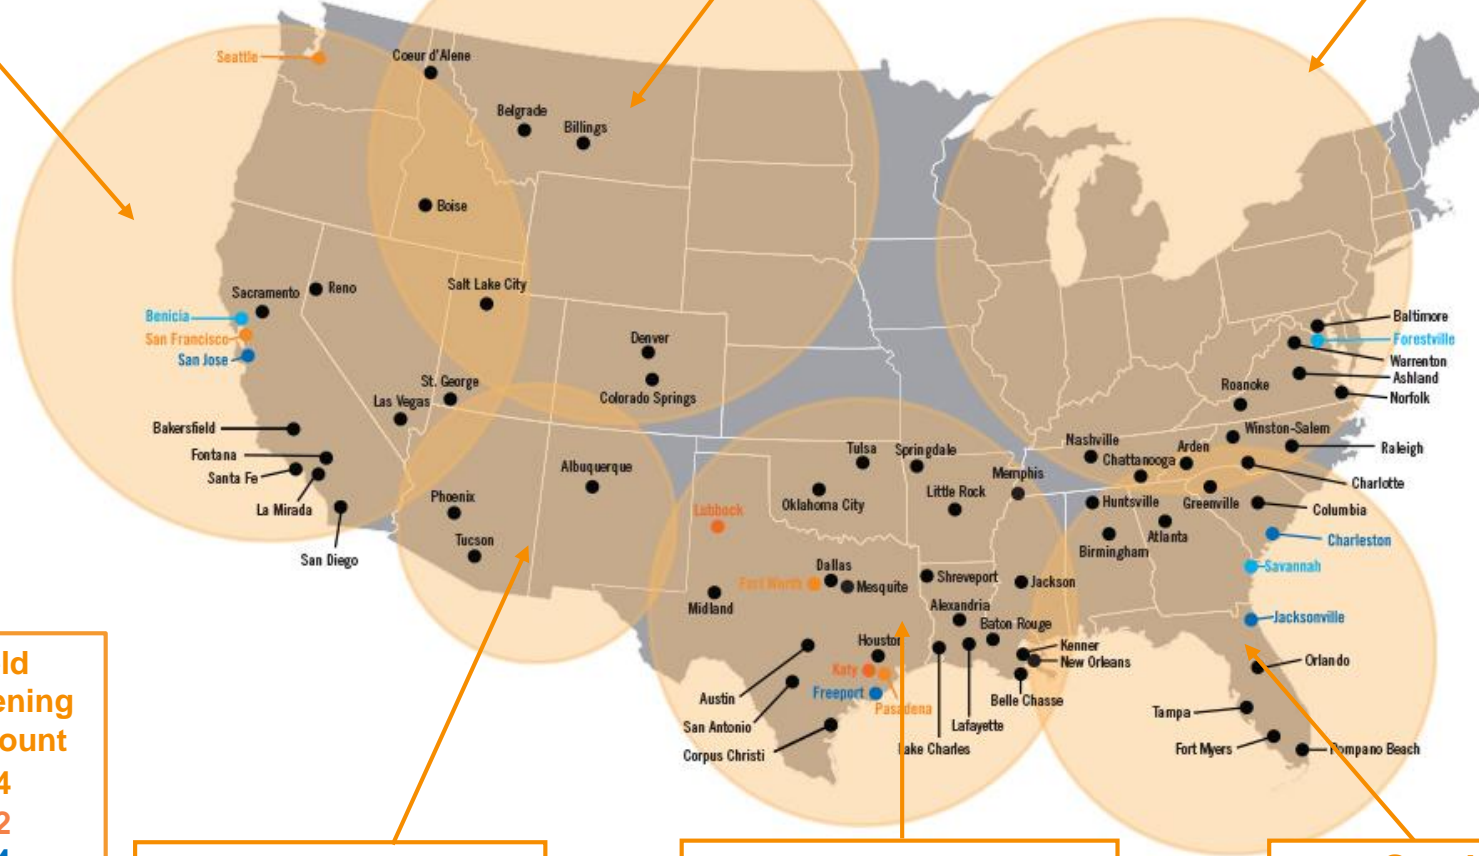 Seattle
Coeur d'Alene
Belgrade
Billings
Boise
Salt Lake City
Sacramento
Reno
Benicia
San Francisco
San Jose
Denver
Colorado Springs
St. George
Las Vegas
Bakersfield
Fontana
Santa Fe
La Mirada
San Diego
Phoenix
Tucson
Albuquerque
Baltimore
Forestville
Warrenton
Ashland
Norfolk
Roanoke
Winston-Salem
Raleigh
Charlotte
Nashville
Chattanooga
Arden
Greenville
Huntsville
Columbia
Birmingham
Atlanta
Charleston
Savannah
Jacksonville
Orlando
Tampa
Fort Myers
Pompano Beach
Tulsa
Springdale
Memphis
Oklahoma City
Little Rock
Lubbock
Dallas
Fort Worth
Mesquite
Shreveport
Jackson
Midland
Alexandria
Baton Rouge
Houston
Kenner
New Orleans
Katy
Freeport
Pasadena
Belle Chasse
Austin
San Antonio
Lafayette
Corpus Christi
Lake Charles
ld
ening
ount
4
2